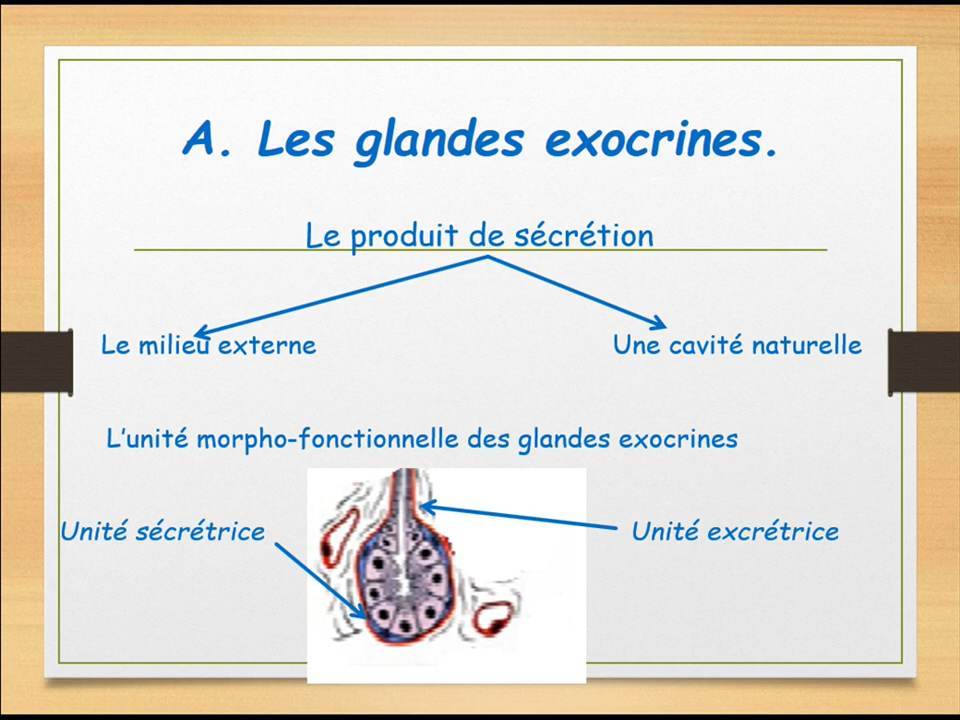 A. Les glandes exocrines.
Le produit de sécrétion
Le milieu externe
Une cavité naturelle
L'unité morpho-fonctionnelle des glandes exocrines
Unité sécrétrice
Unité excrétrice